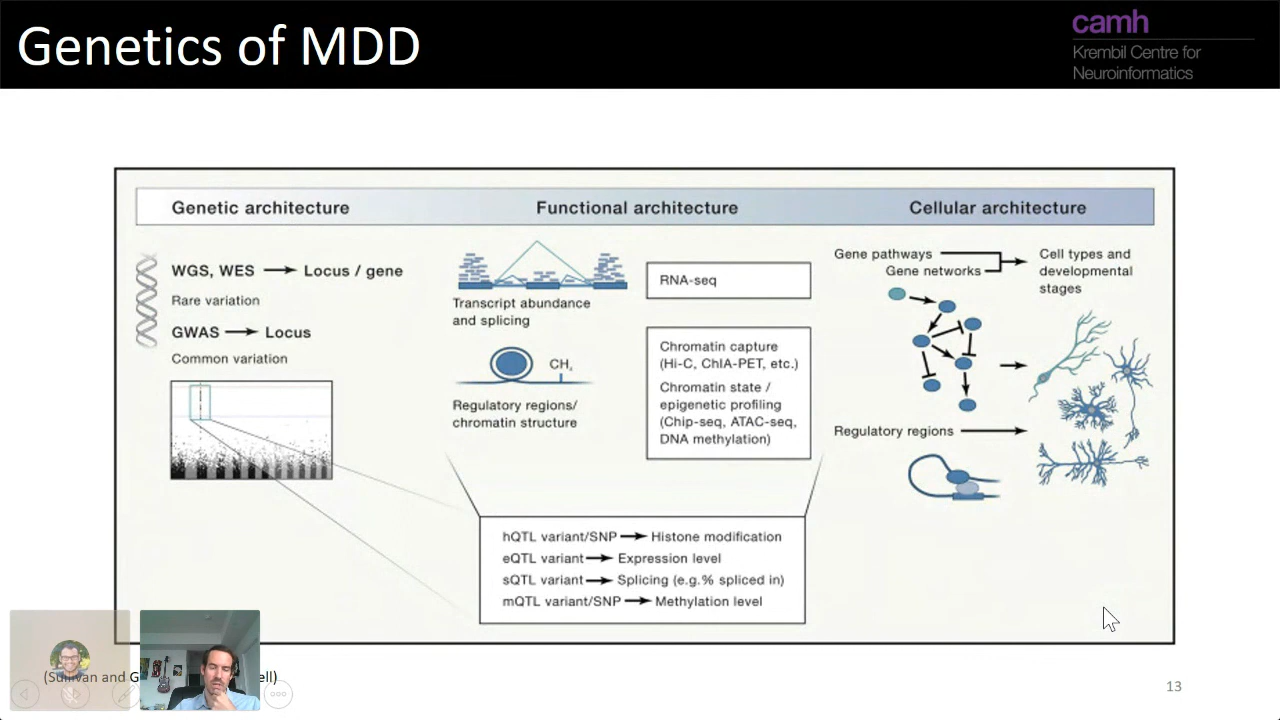 Genetics of MDD
camh
Krembil Centre for
Neuroinformatics
Genetic architecture
Functional architecture
Cellular architecture
WGS, WES → Locus / gene
Rare variation
GWAS → Locus
Common variation
Transcript abundance
and splicing
CH
Regulatory regions/
chromatin structure
RNA-seq
Chromatin capture
(Hi-C, ChIA-PET, etc.)
Chromatin state /
epigenetic profiling
(Chip-seq, ATAC-seq,
DNA methylation)
Gene pathways
Gene networks
Cell types and
developmental
stages
Regulatory regions
hQTL variant/SNP → Histone modification
eQTL variant → Expression level
sQTL variant → Splicing (e.g. % spliced in)
mQTL variant/SNP → Methylation level
(Sullivan and
13